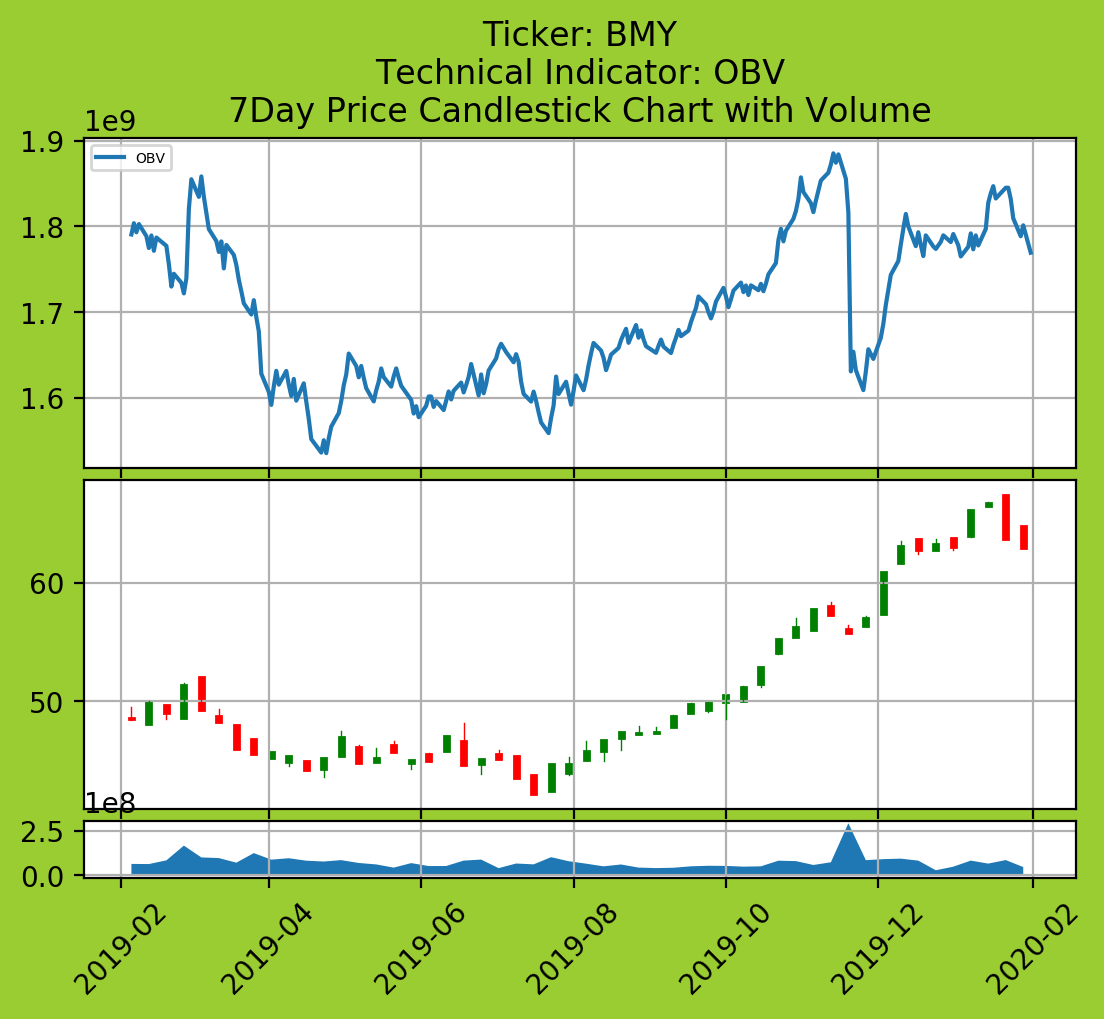 Ticker: BMY
Technical Indicator: OBV
7Day Price Candlestick Chart with Volume
1e9
OBV
1.9
1.8
1.7
1.6
60
50
1e8
2.5
0.0
2019-02
2019-04
2019-06
2019-08
2019-10
2019-12
2020-02